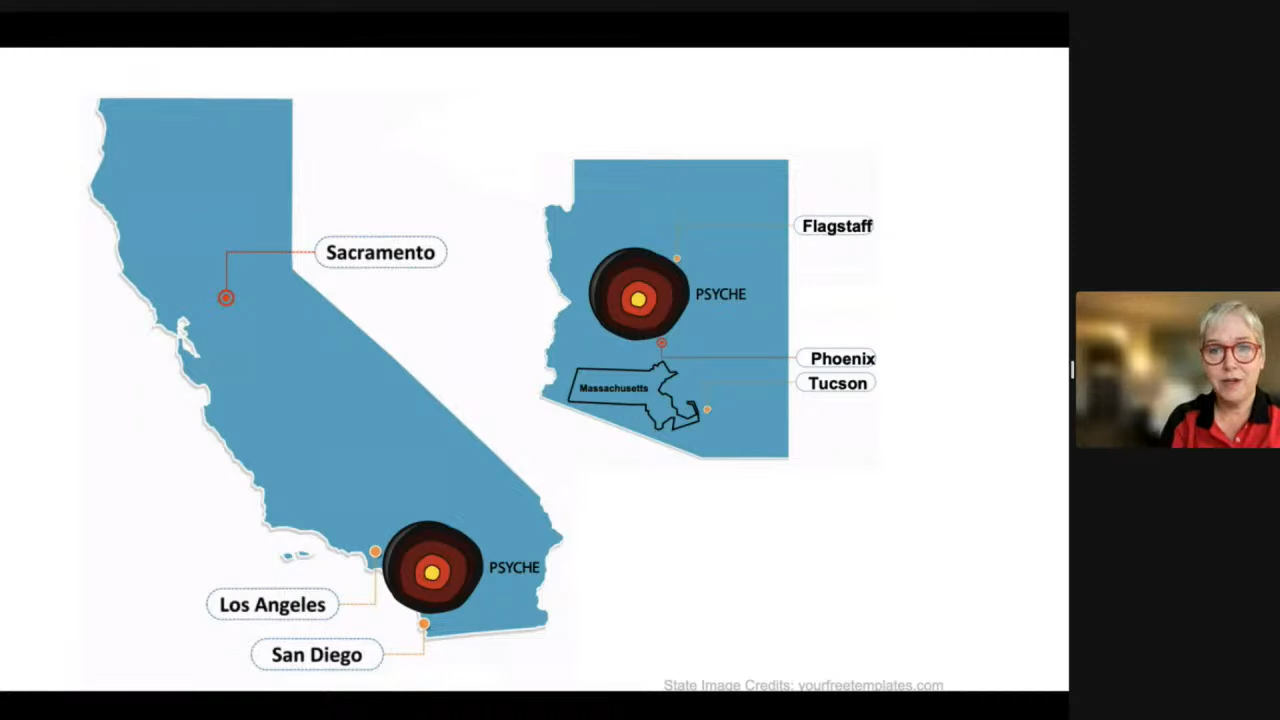 Sacramento
Flagstaff
PSYCHE
Phoenix
Tucson
Massachusetts
PSYCHE
Los Angeles
San Diego
State Image Credits: yourfreetemplates.com